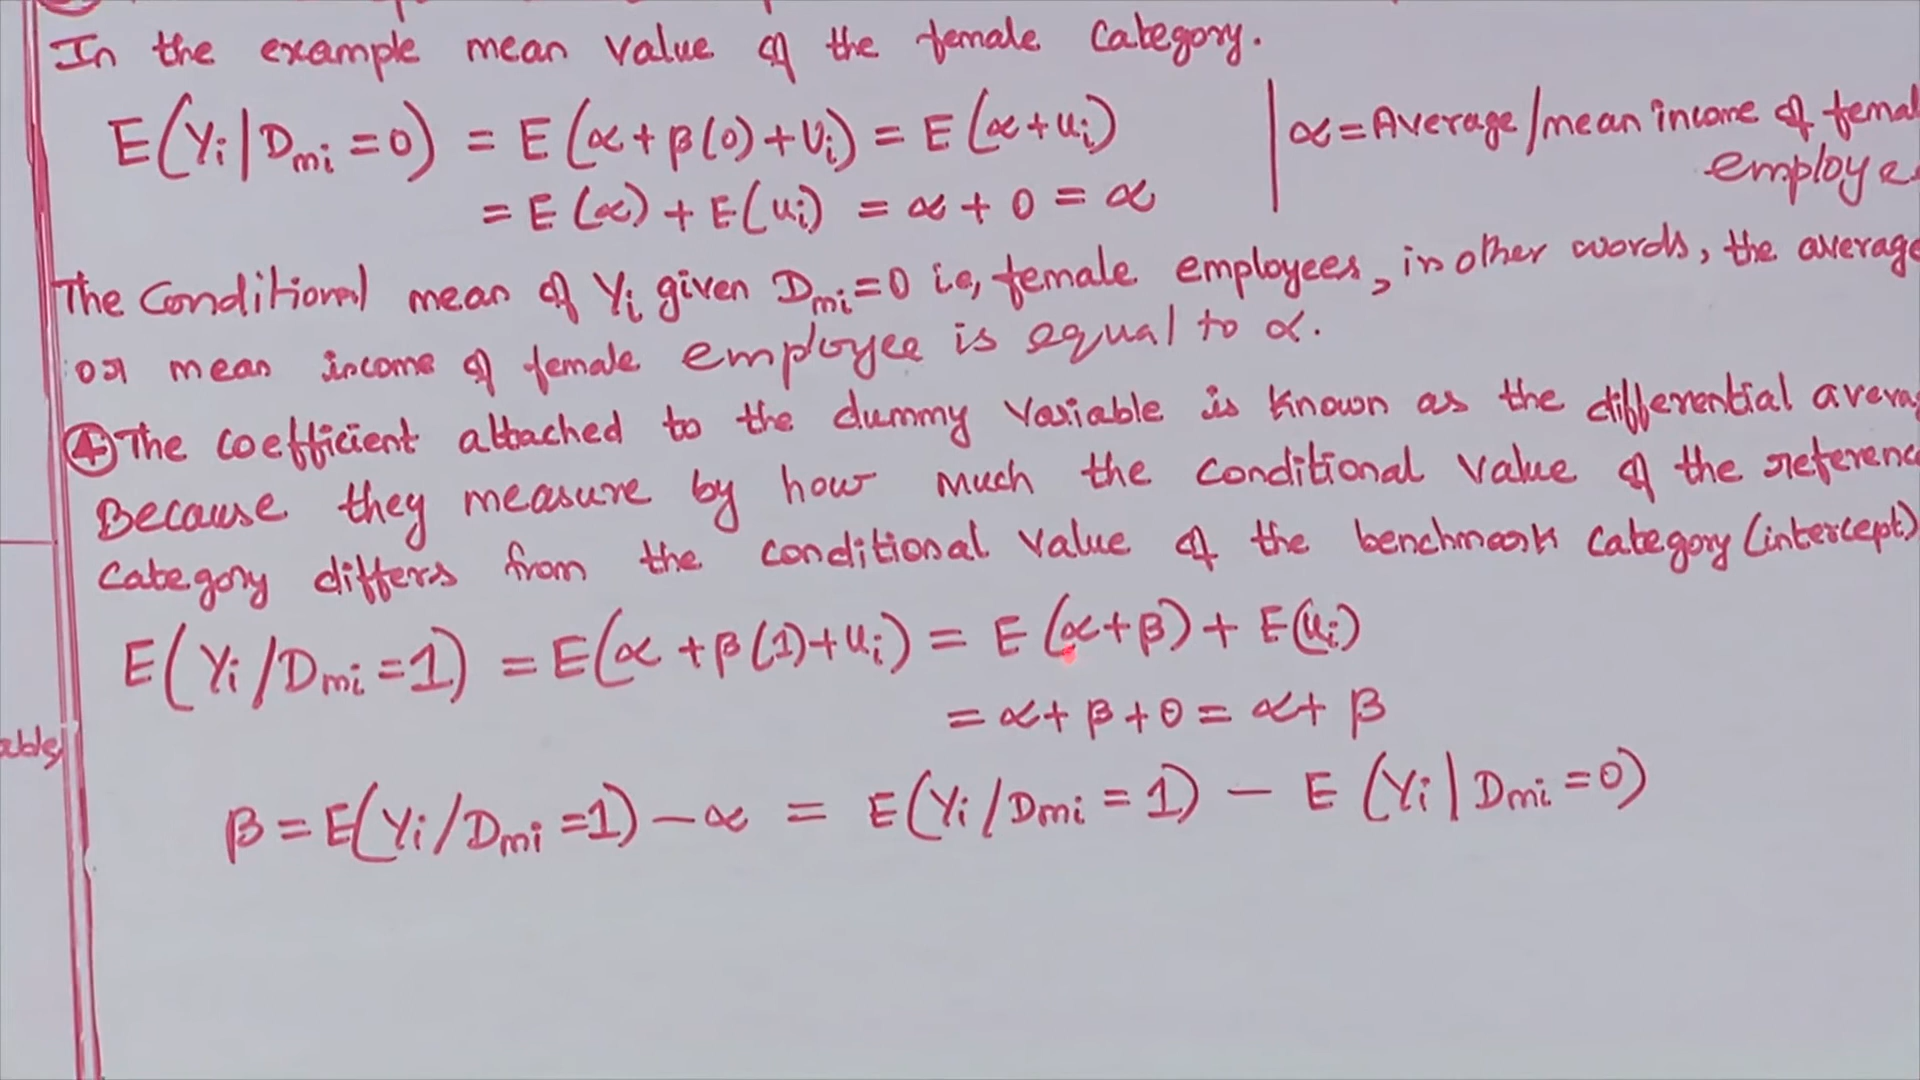 In the example mean value of the female category.
E(Yi|Dmi=0) = E(α+β(0)+Ui) = E(α+ui)
= E(α) + E(ui) = α + 0 = α
α = Average/mean income of femal
employe
The Conditional mean of Yi given Dmi=0 i.e, female employees, in other words, the average
or mean income of female employee is equal to α.
④ The coefficient attached to the dummy variable is known as the differential averag
Because they measure by how much the conditional value of the referenc
category differs from the conditional value of the benchmark category (intercept)
E(Yi/Dmi=1) = E(α+β(1)+ui) = E(α+β) + E(ui)
= α+β+0 = α+β
able
β = E(Yi/Dmi=1) - α = E(Yi/Dmi=1) - E(Yi|Dmi=0)